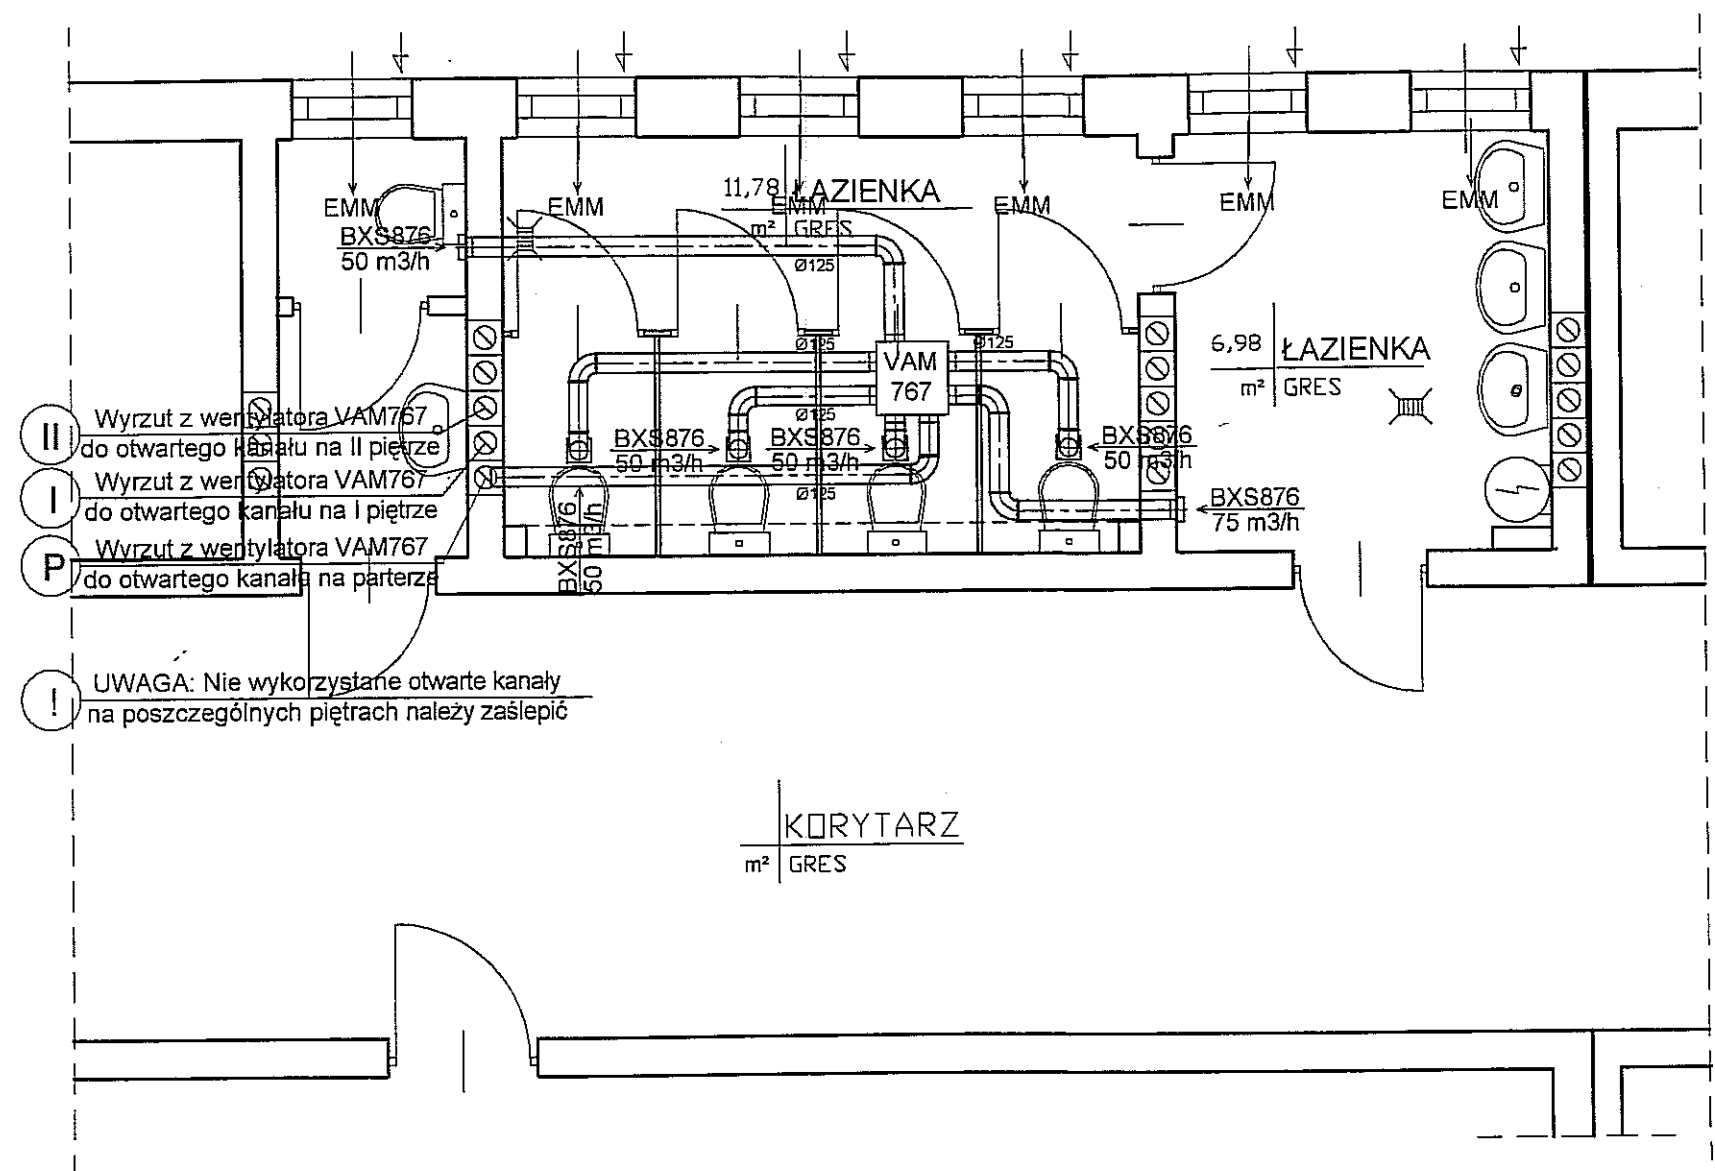 11,78 ŁAZIENKA
m² GRES
EMM
EMM
EMM
EMM
EMM
EMM
BXS876
50 m3/h
Ø125
Ø125
Ø125
VAM
767
6,98 ŁAZIENKA
m² GRES
Ø125
BXS876
50 m3/h
BXS876
50 m3/h
BXS876
50 m3/h
Ø125
BXS876
50 m3/h
BXS876
75 m3/h
II
Wyrzut z wentylatora VAM767
do otwartego kanału na II piętrze
I
Wyrzut z wentylatora VAM767
do otwartego kanału na I piętrze
P
Wyrzut z wentylatora VAM767
do otwartego kanału na parterze
!
UWAGA: Nie wykorzystane otwarte kanały
na poszczególnych piętrach należy zaślepić
KORYTARZ
m² GRES